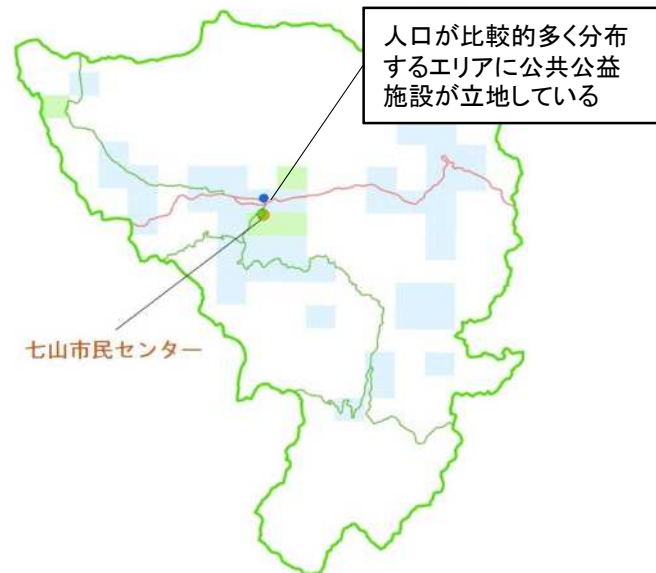 人口が比較的多く分布
するエリアに公共公益
施設が立地している
七山市民センター